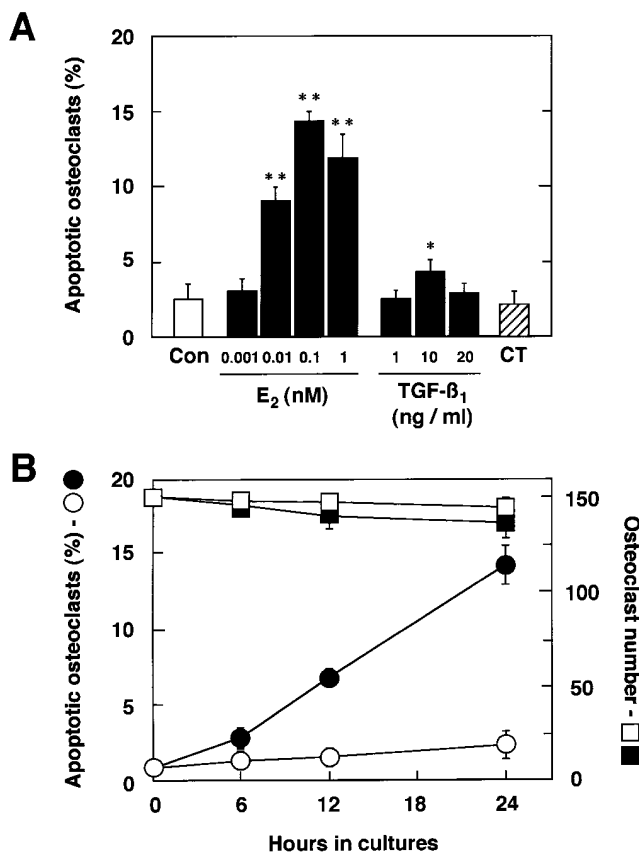 A
Apoptotic osteoclasts (%)
20
15
10
5
0
**
**
**
*
Con
0.001 0.01 0.1 1
1 10 20
CT
E2 (nM)
TGF-ß1
(ng / ml)
B
Apoptotic osteoclasts (%) -
20
15
10
5
0
150
100
50
0
Osteoclast number -
0 6 12 18 24
Hours in cultures